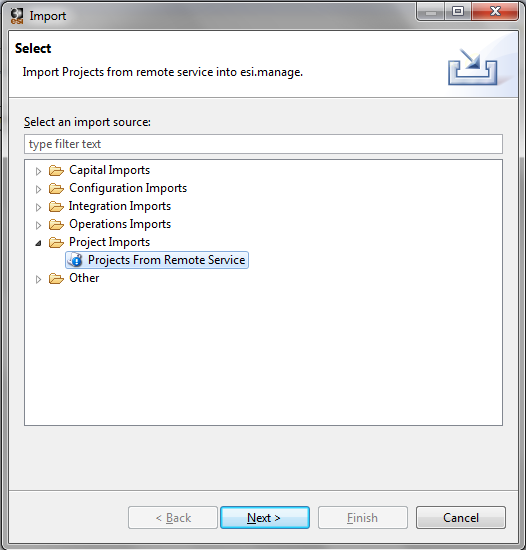 esi Import
Select
Import Projects from remote service into esi.manage.
Select an import source:
type filter text
Capital Imports
Configuration Imports
Integration Imports
Operations Imports
Project Imports
Projects From Remote Service
Other
< Back Next > Finish Cancel